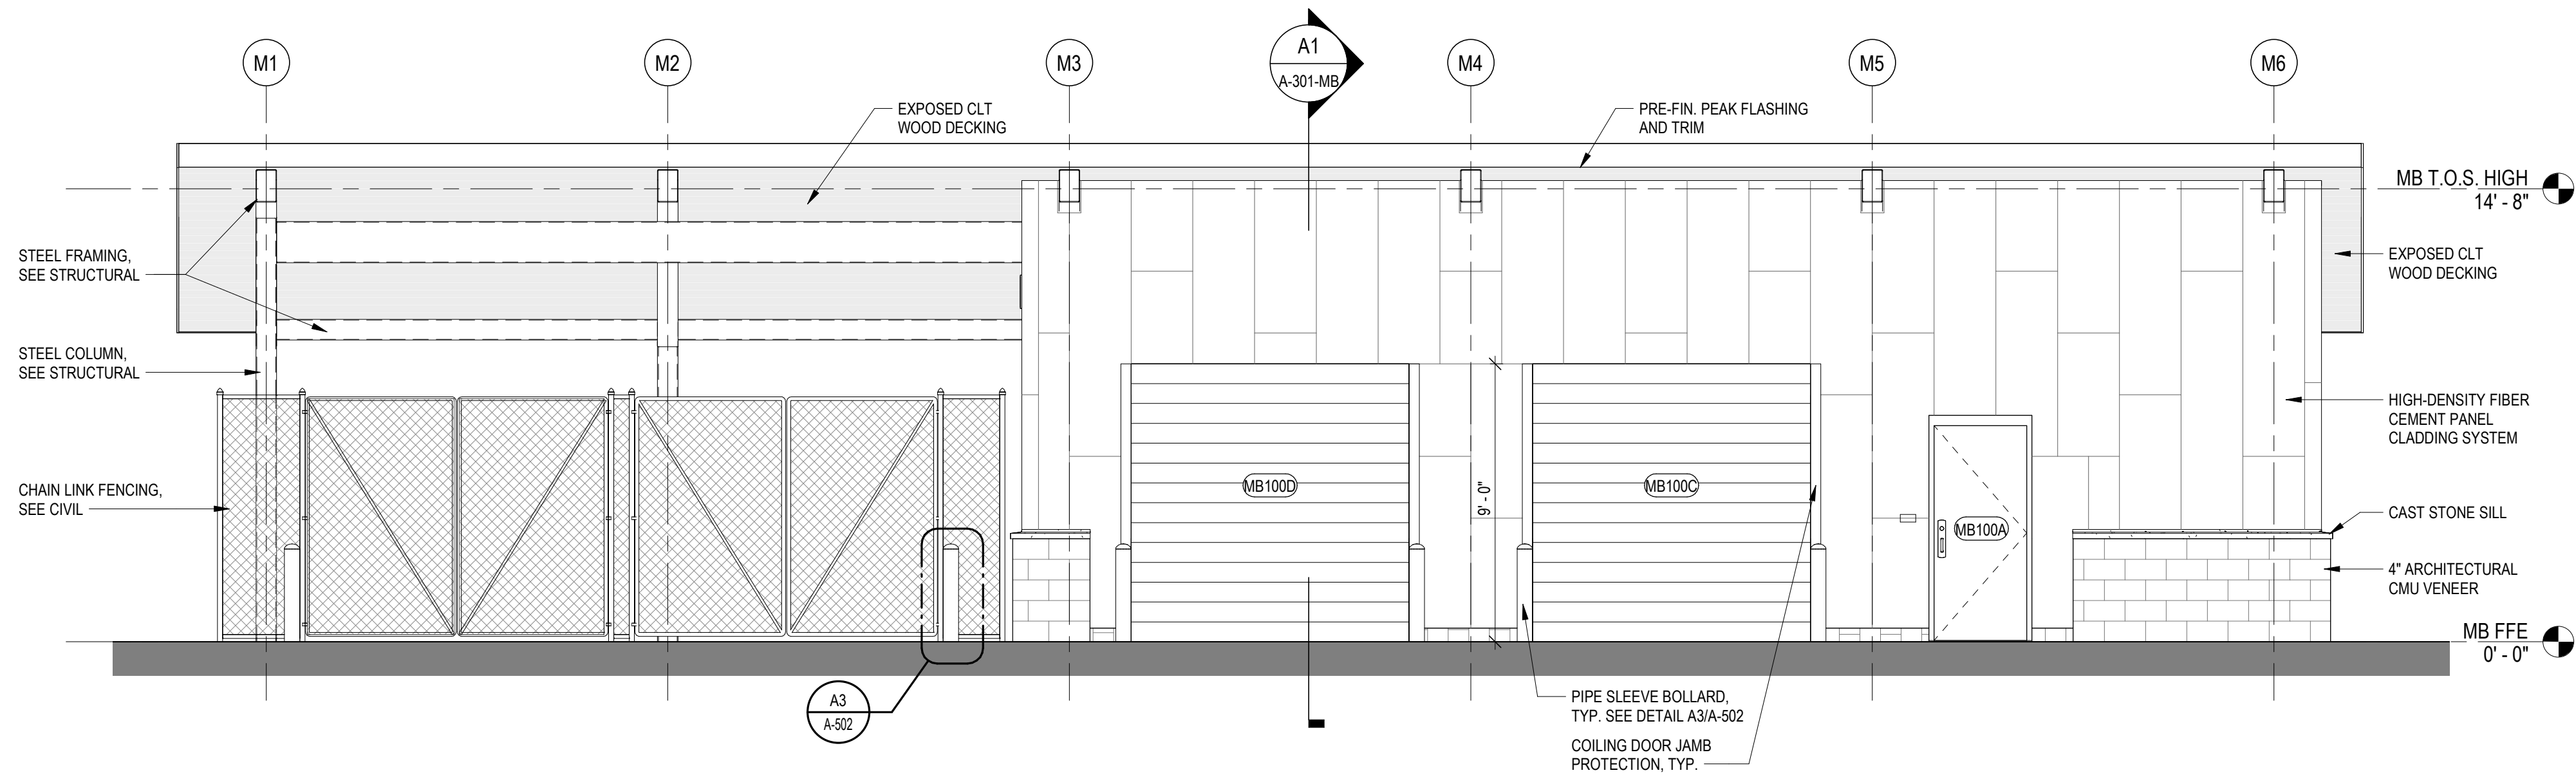 M1
M2
M3
A1
A-301-MB
M4
M5
M6
EXPOSED CLT
WOOD DECKING
PRE-FIN. PEAK FLASHING
AND TRIM
MB T.O.S. HIGH
14' - 8"
STEEL FRAMING,
SEE STRUCTURAL
EXPOSED CLT
WOOD DECKING
STEEL COLUMN,
SEE STRUCTURAL
HIGH-DENSITY FIBER
CEMENT PANEL
CLADDING SYSTEM
CHAIN LINK FENCING,
SEE CIVIL
MB100D
9' - 0"
MB100C
MB100A
CAST STONE SILL
4" ARCHITECTURAL
CMU VENEER
MB FFE
0' - 0"
A3
A-502
PIPE SLEEVE BOLLARD,
TYP. SEE DETAIL A3/A-502
COILING DOOR JAMB
PROTECTION, TYP.